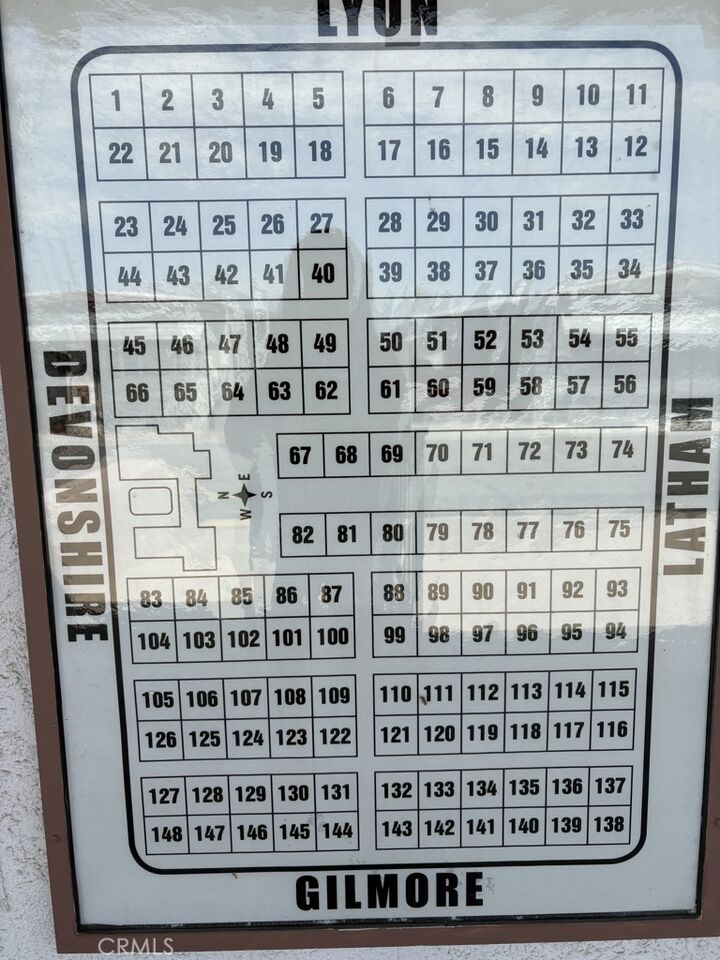 LYON
1 2 3 4 5 6 7 8 9 10 11
22 21 20 19 18 17 16 15 14 13 12
23 24 25 26 27 28 29 30 31 32 33
44 43 42 41 40 39 38 37 36 35 34
45 46 47 48 49 50 51 52 53 54 55
66 65 64 63 62 61 60 59 58 57 56
DEVONSHIRE
LATHAM
67 68 69 70 71 72 73 74
N E S W
82 81 80 79 78 77 76 75
83 84 85 86 87 88 89 90 91 92 93
104 103 102 101 100 99 98 97 96 95 94
105 106 107 108 109 110 111 112 113 114 115
126 125 124 123 122 121 120 119 118 117 116
127 128 129 130 131 132 133 134 135 136 137
148 147 146 145 144 143 142 141 140 139 138
GILMORE
CRMLS